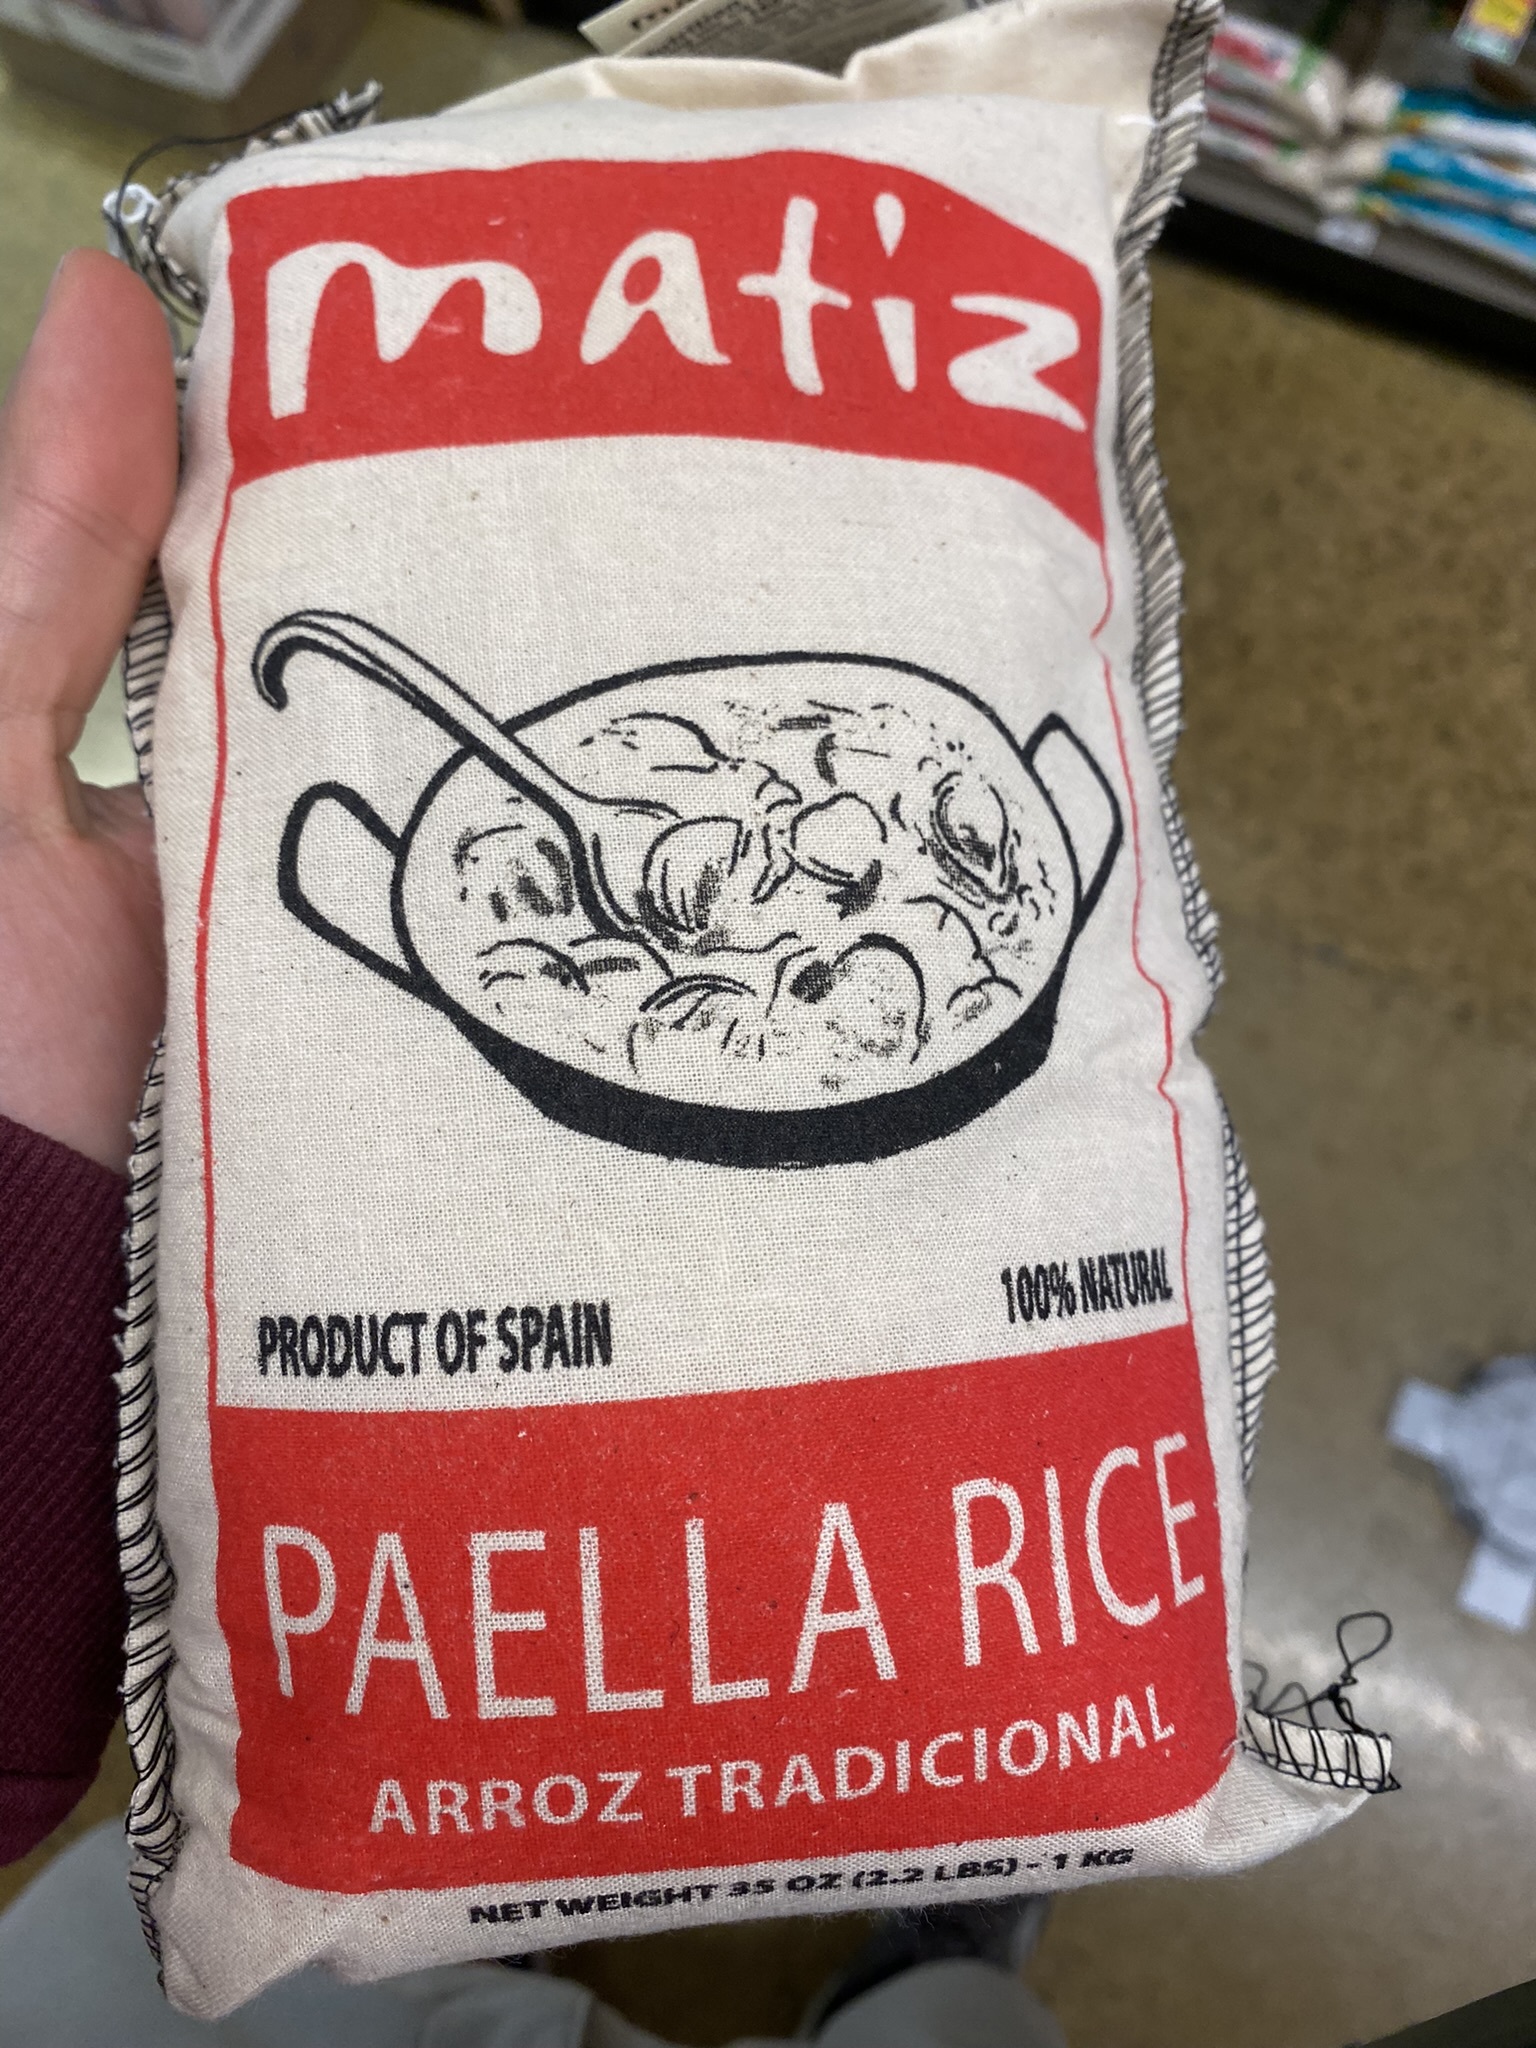 matiz
PRODUCT OF SPAIN
100% NATURAL
PAELLA RICE
ARROZ TRADICIONAL
NET WEIGHT 35 OZ (2.2 LBS) - 1 KG